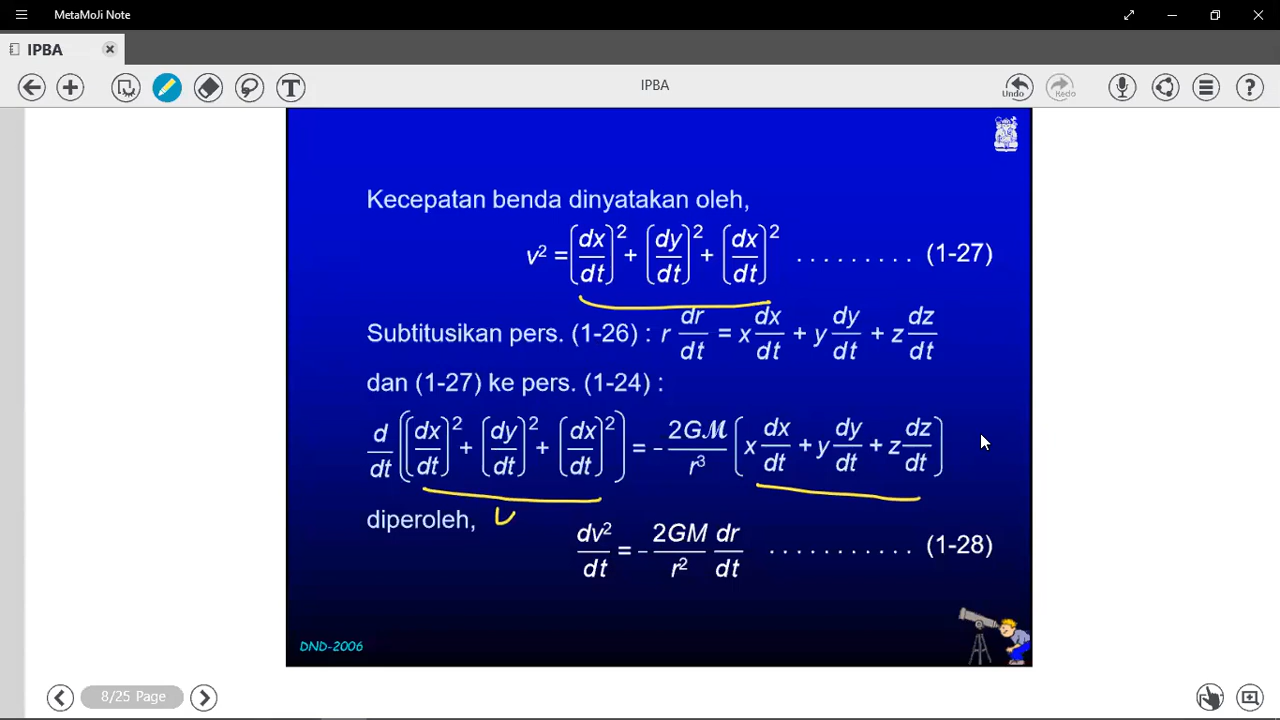 MetaMoJi Note
IPBA
IPBA
Undo
Redo
Kecepatan benda dinyatakan oleh,
v² = (dx/dt)² + (dy/dt)² + (dx/dt)² . . . . . . . . . (1-27)
Subtitusikan pers. (1-26) : r dr/dt = x dx/dt + y dy/dt + z dz/dt
dan (1-27) ke pers. (1-24) :
d/dt ((dx/dt)² + (dy/dt)² + (dx/dt)²) = - 2GM/r³ (x dx/dt + y dy/dt + z dz/dt)
diperoleh, v
dv²/dt = - 2GM/r² dr/dt . . . . . . . . . . . (1-28)
DND-2006
8/25 Page